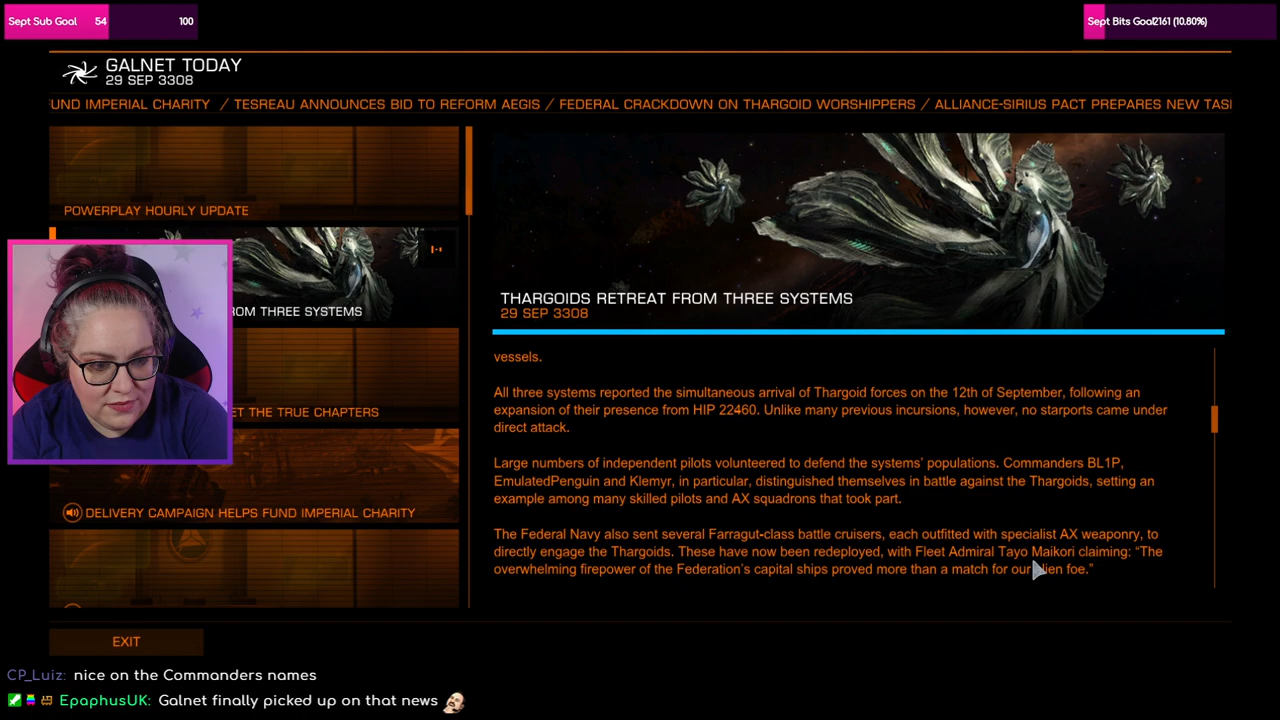 Sept Sub Goal 54 100
Sept Bits Goal 2161 (10.80%)
GALNET TODAY
29 SEP 3308
FUND IMPERIAL CHARITY / TESREAU ANNOUNCES BID TO REFORM AEGIS / FEDERAL CRACKDOWN ON THARGOID WORSHIPPERS / ALLIANCE-SIRIUS PACT PREPARES NEW TAS
POWERPLAY HOURLY UPDATE
ROM THREE SYSTEMS
ET THE TRUE CHAPTERS
DELIVERY CAMPAIGN HELPS FUND IMPERIAL CHARITY
THARGOIDS RETREAT FROM THREE SYSTEMS
29 SEP 3308
vessels.
All three systems reported the simultaneous arrival of Thargoid forces on the 12th of September, following an
expansion of their presence from HIP 22460. Unlike many previous incursions, however, no starports came under
direct attack.
Large numbers of independent pilots volunteered to defend the systems' populations. Commanders BL1P,
EmulatedPenguin and Klemyr, in particular, distinguished themselves in battle against the Thargoids, setting an
example among many skilled pilots and AX squadrons that took part.
The Federal Navy also sent several Farragut-class battle cruisers, each outfitted with specialist AX weaponry, to
directly engage the Thargoids. These have now been redeployed, with Fleet Admiral Tayo Maikori claiming: “The
overwhelming firepower of the Federation's capital ships proved more than a match for our alien foe.”
EXIT
CP_Luiz: nice on the Commanders names
EpaphusUK: Galnet finally picked up on that news